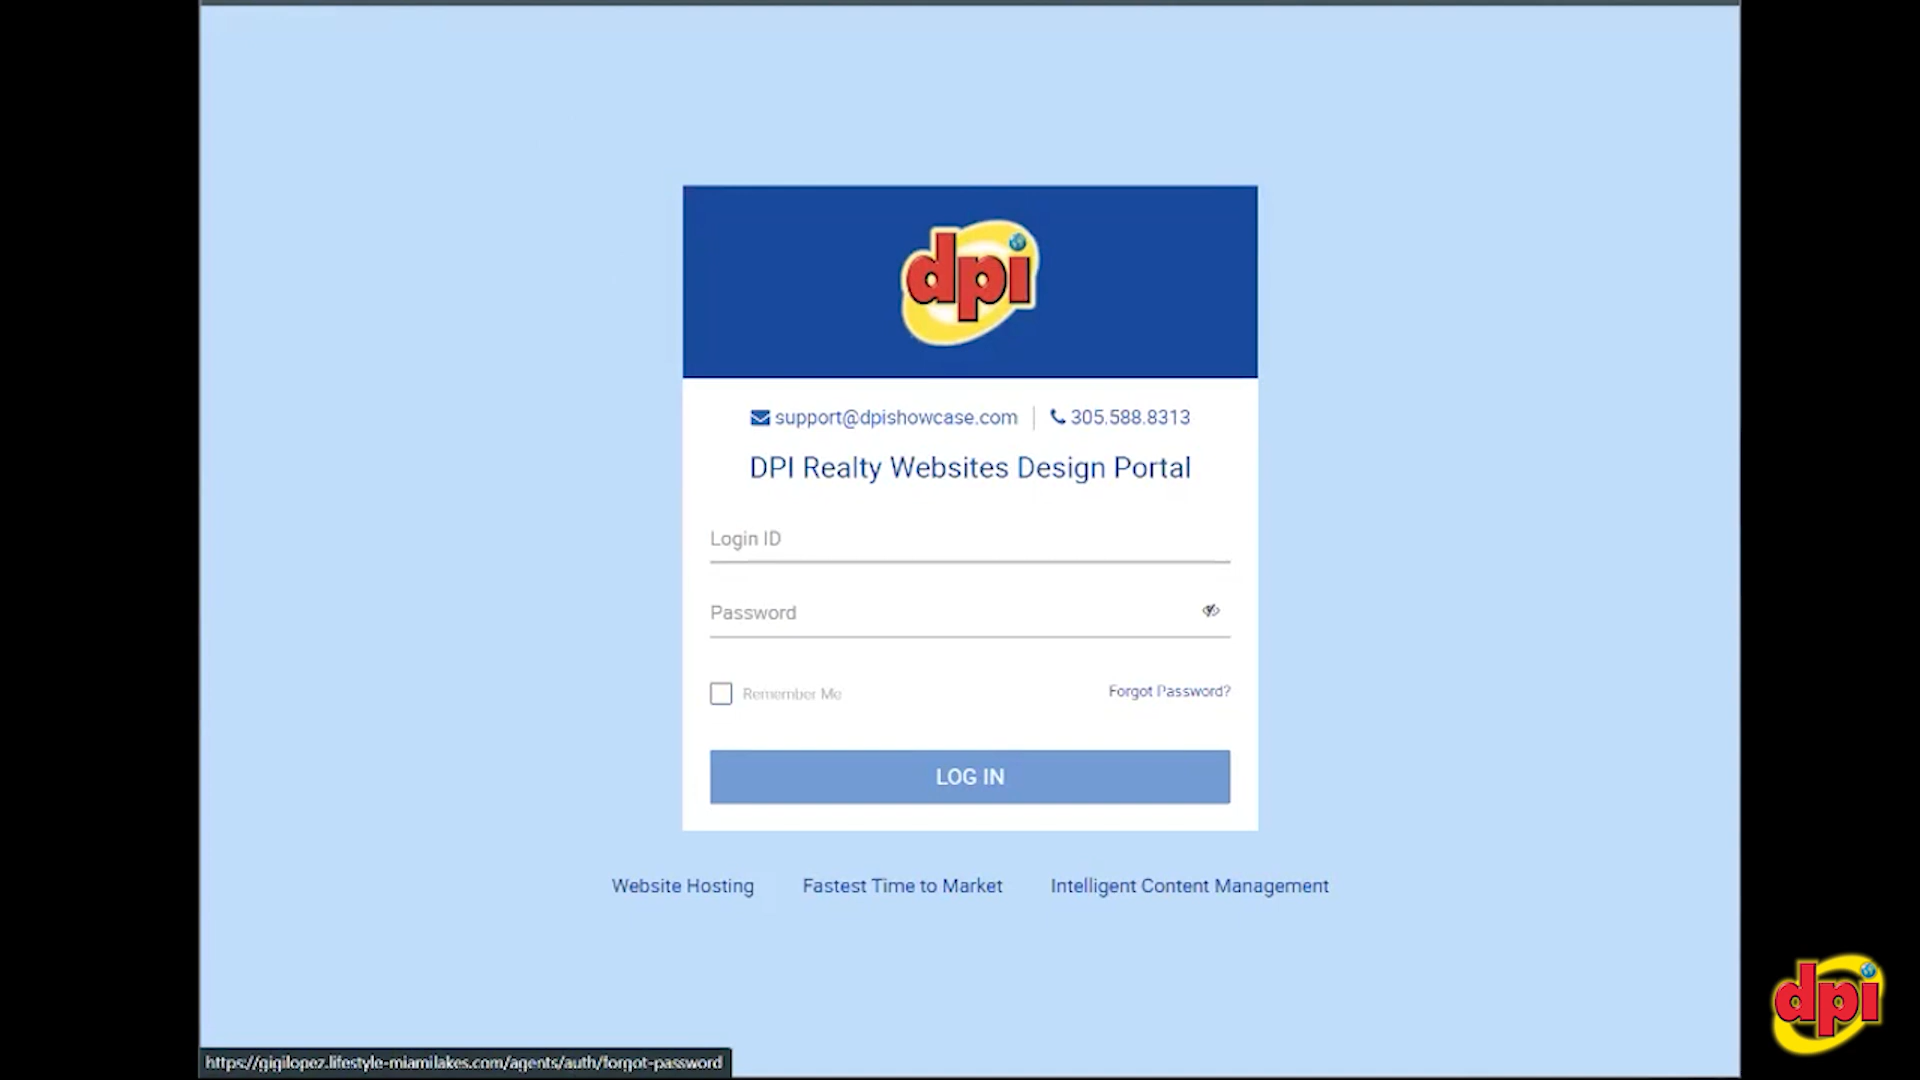 dpi
support@dpishowcase.com 305.588.8313
DPI Realty Websites Design Portal
Login ID
Password
Remember Me Forgot Password?
LOG IN
Website Hosting Fastest Time to Market Intelligent Content Management
dpi
https://gigilopez.lifestyle-miamilakes.com/agents/auth/forgot-password